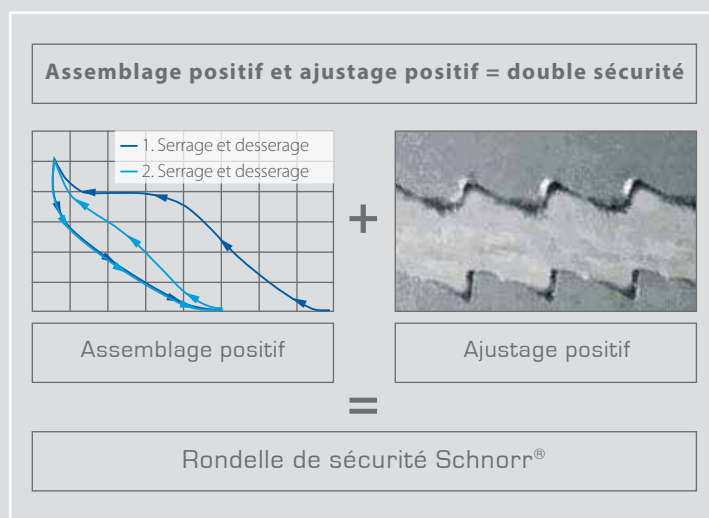 Assemblage positif et ajustage positif = double sécurité
1. Serrage et desserage
2. Serrage et desserage
+
Assemblage positif
Ajustage positif
=
Rondelle de sécurité Schnorr®